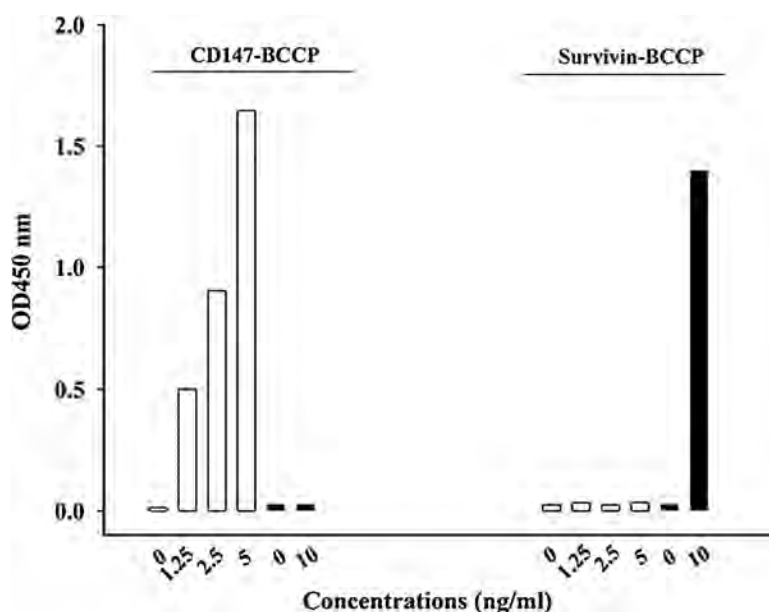 2.0
CD147-BCCP
Survivin-BCCP
1.5
1.0
0.5
0.0
OD450 nm
0 1.25 2.5 5 0 10 0 1.25 2.5 5 0 10
Concentrations (ng/ml)